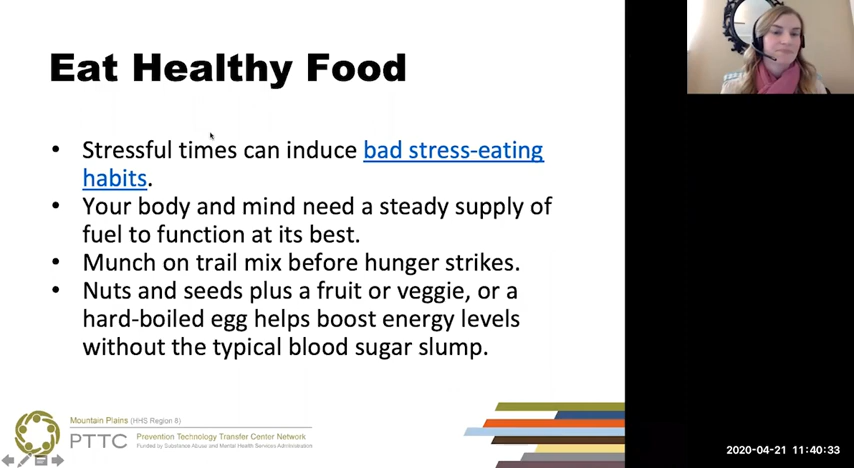 Eat Healthy Food
• Stressful times can induce bad stress-eating
habits.
• Your body and mind need a steady supply of
fuel to function at its best.
• Munch on trail mix before hunger strikes.
• Nuts and seeds plus a fruit or veggie, or a
hard-boiled egg helps boost energy levels
without the typical blood sugar slump.
Mountain Plains (HHS Region 8)
PTTC Prevention Technology Transfer Center Network
Funded by Substance Abuse and Mental Health Services Administration
2020-04-21 11:40:33